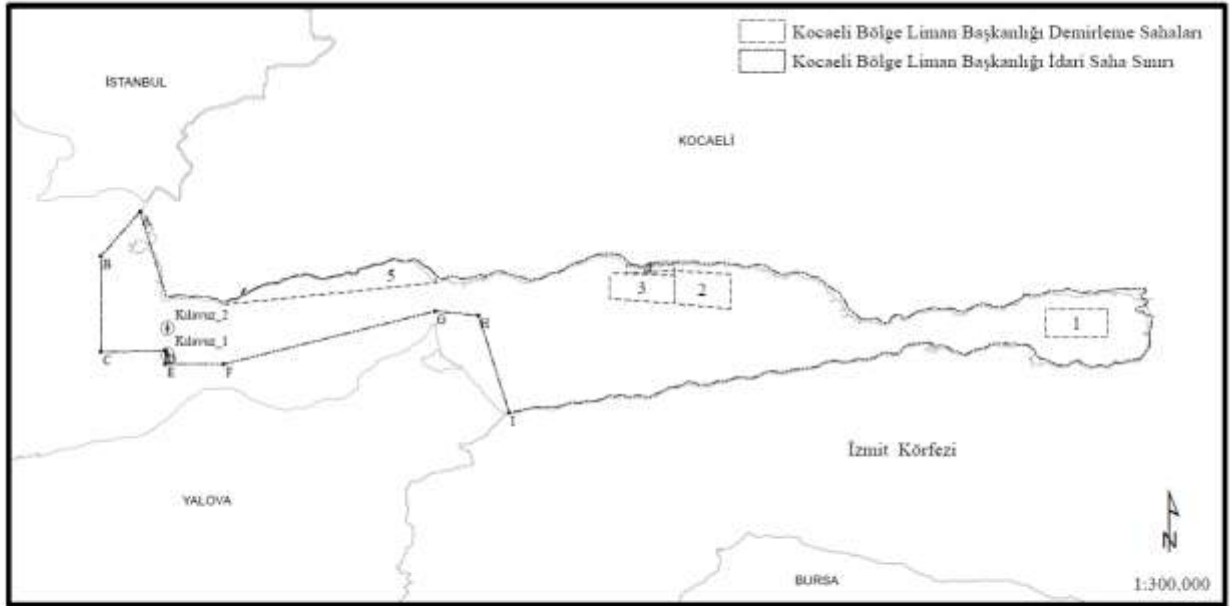 Kocaeli Bölge Liman Başkanlığı Demirleme Sahaları
Kocaeli Bölge Liman Başkanlığı İdari Saha Sınırı
İSTANBUL
KOCAELİ
A
B
5
3
2
Kılavuz_2
G
H
1
Kılavuz_1
C
D
E
F
I
İzmit Körfezi
YALOVA
N
BURSA
1:300,000